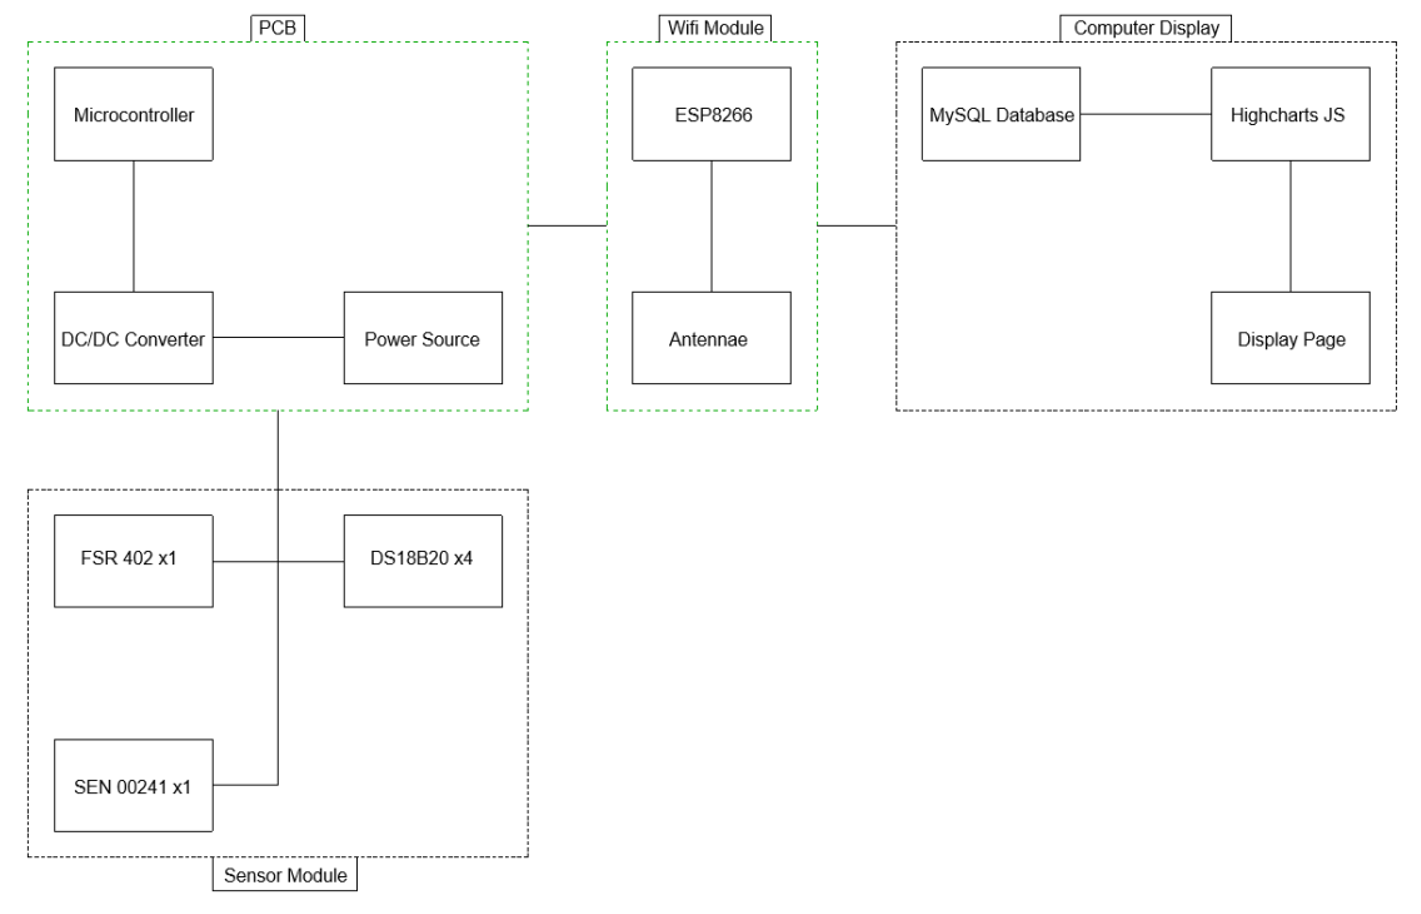 PCB
Microcontroller
DC/DC Converter
Power Source
Wifi Module
ESP8266
Antennae
Computer Display
MySQL Database
Highcharts JS
Display Page
FSR 402 x1
DS18B20 x4
SEN 00241 x1
Sensor Module